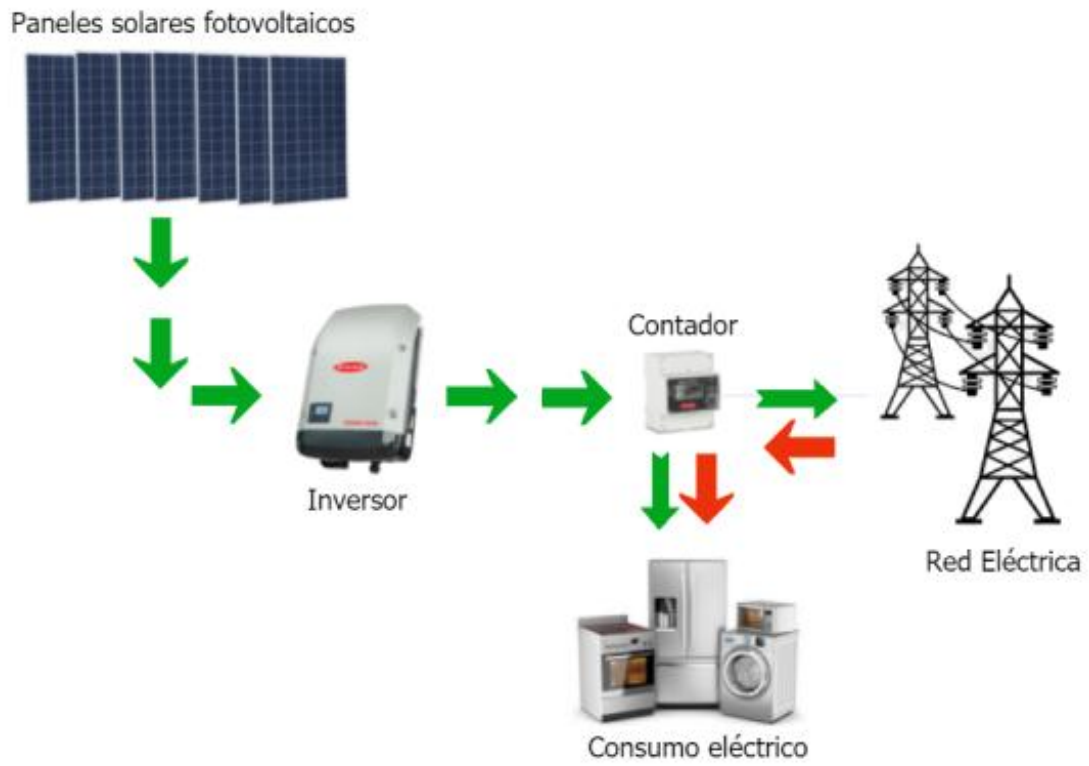 Paneles solares fotovoltaicos
Contador
Inversor
Red Eléctrica
Consumo eléctrico